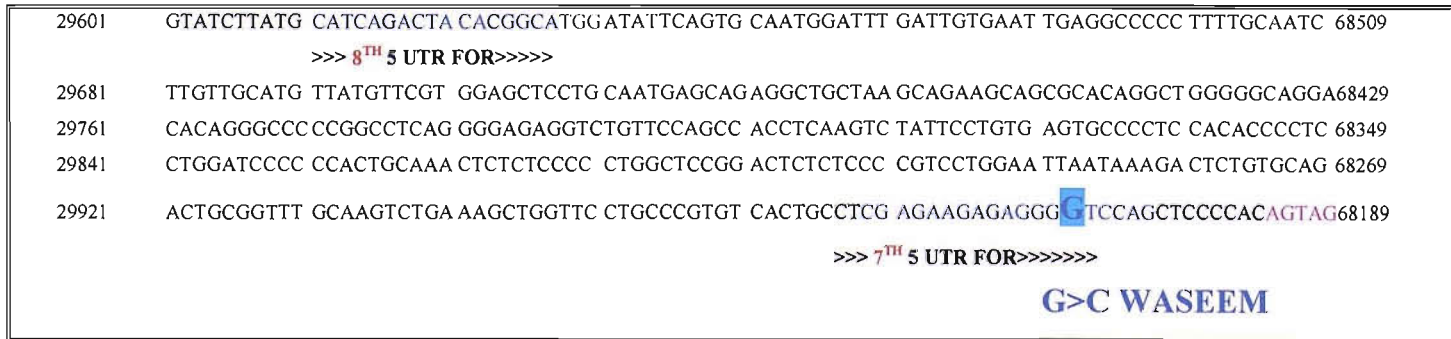 29601 GTATCTTATG CATCAGACTA CACGGCATGGATATTCAGTG CAATGGATTT GATTGTGAAT TGAGGCCCCC TTTTGCAATC 68509
>>> 8TH 5 UTR FOR>>>>>
29681 TTGTTGCATG TTATGTTCGT GGAGCTCCTG CAATGAGCAG AGGCTGCTAA GCAGAAGCAGCGCACAGGCT GGGGGCAGGA68429
29761 CACAGGGCCC CCGGCCTCAG GGGAGAGGTCTGTTCCAGCC ACCTCAAGTC TATTCCTGTG AGTGCCCCTC CACACCCCTC 68349
29841 CTGGATCCCC CCACTGCAAA CTCTCTCCCC CTGGCTCCGG ACTCTCTCCC CGTCCTGGAA TTAATAAAGA CTCTGTGCAG 68269
29921 ACTGCGGTTT GCAAGTCTGA AAGCTGGTTC CTGCCCGTGT CACTGCCTCG AGAAGAGAGGGGTCCAGCTCCCCACAGTAG68189
>>> 7TH 5 UTR FOR>>>>>>>
G>C WASEEM